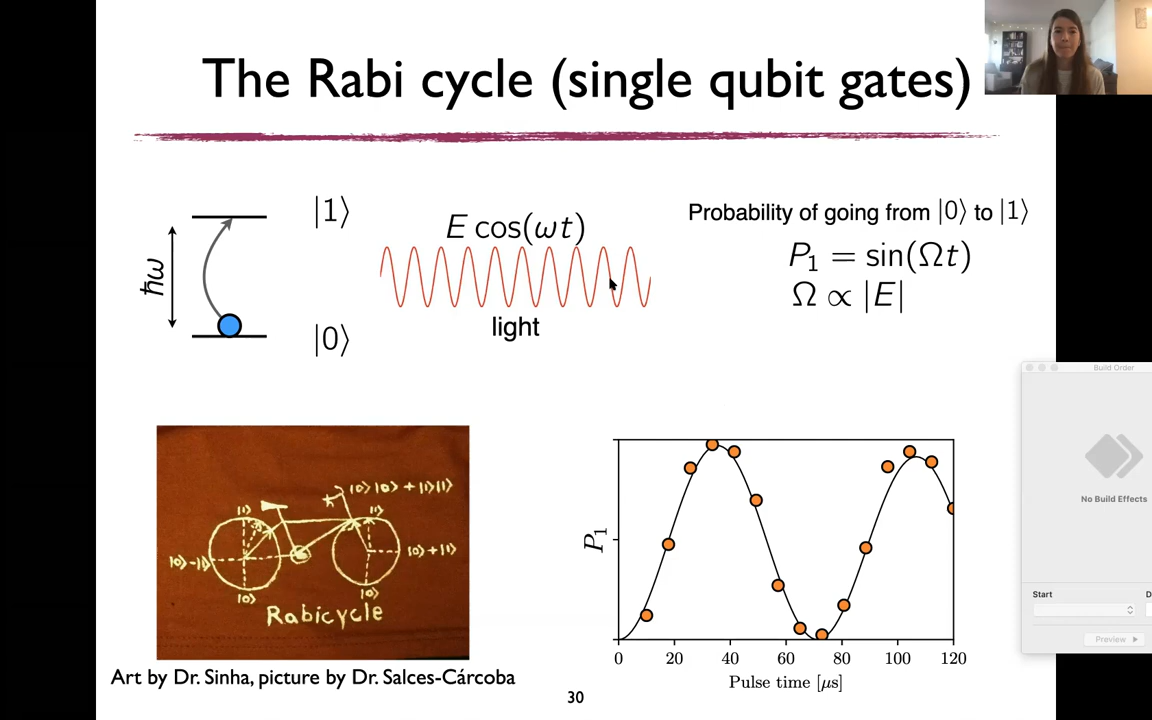 The Rabi cycle (single qubit gates)
|1⟩
E cos(ωt)
ħω
light
|0⟩
Probability of going from |0⟩ to |1⟩
P₁ = sin(Ωt)
Ω ∝ |E|
|0⟩|0⟩+|1⟩|1⟩
|1⟩
|1⟩
|0⟩-|1⟩
|0⟩+|1⟩
|0⟩
|0⟩
Rabicycle
Art by Dr. Sinha, picture by Dr. Salces-Cárcoba
P₁
0 20 40 60 80 100 120
Pulse time [μs]
30
Build Order
No Build Effects
Start
D
Preview